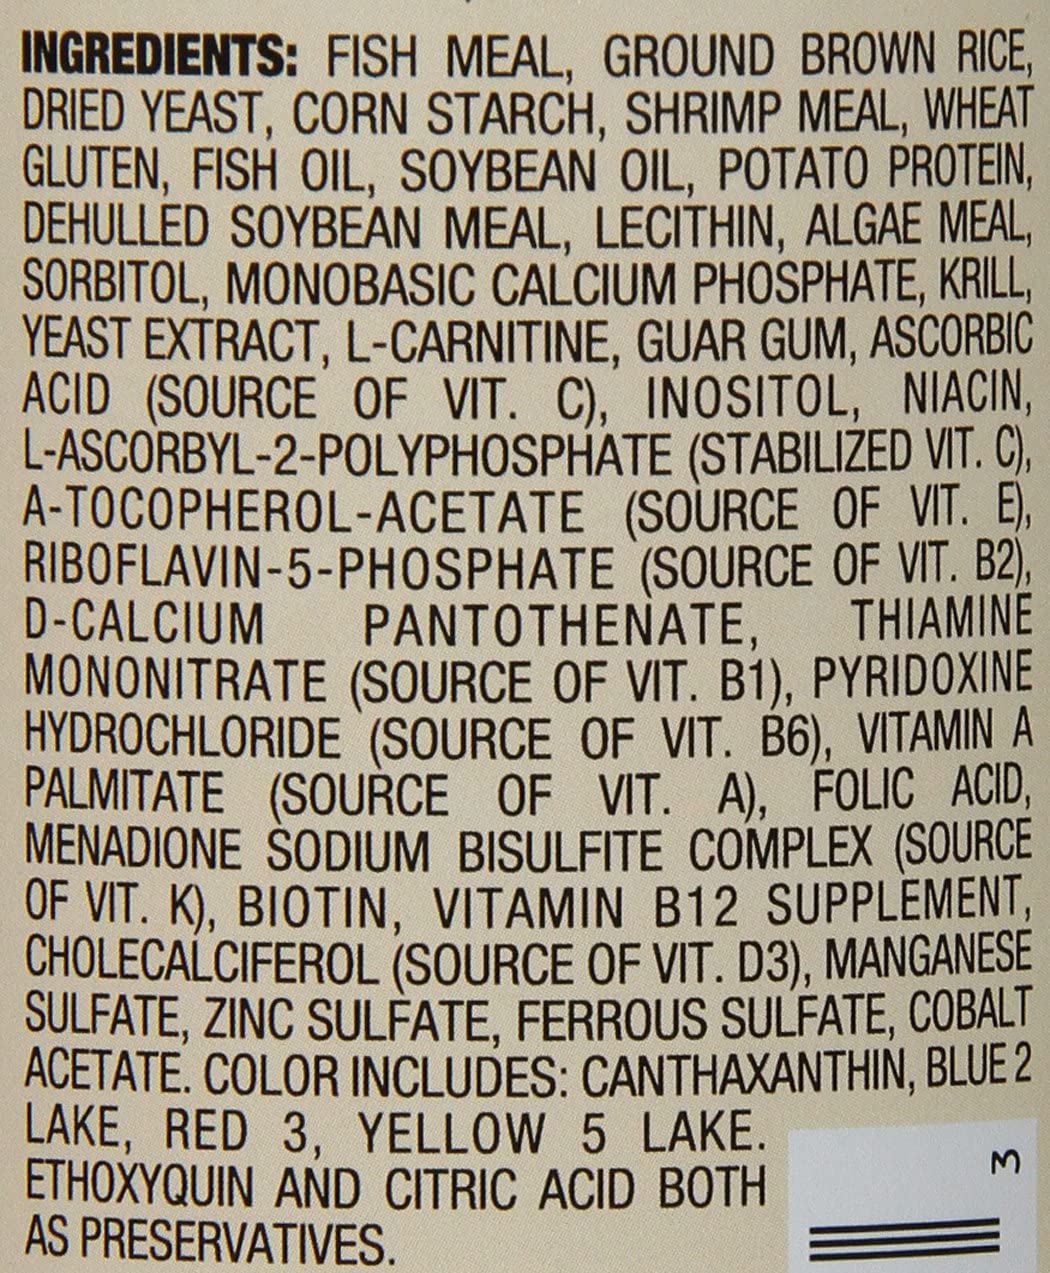 INGREDIENTS: FISH MEAL, GROUND BROWN RICE,
DRIED YEAST, CORN STARCH, SHRIMP MEAL, WHEAT
GLUTEN, FISH OIL, SOYBEAN OIL, POTATO PROTEIN,
DEHULLED SOYBEAN MEAL, LECITHIN, ALGAE MEAL,
SORBITOL, MONOBASIC CALCIUM PHOSPHATE, KRILL,
YEAST EXTRACT, L-CARNITINE, GUAR GUM, ASCORBIC
ACID (SOURCE OF VIT. C), INOSITOL, NIACIN,
L-ASCORBYL-2-POLYPHOSPHATE (STABILIZED VIT. C),
A-TOCOPHEROL-ACETATE (SOURCE OF VIT. E),
RIBOFLAVIN-5-PHOSPHATE (SOURCE OF VIT. B2),
D-CALCIUM PANTOTHENATE, THIAMINE
MONONITRATE (SOURCE OF VIT. B1), PYRIDOXINE
HYDROCHLORIDE (SOURCE OF VIT. B6), VITAMIN A
PALMITATE (SOURCE OF VIT. A), FOLIC ACID,
MENADIONE SODIUM BISULFITE COMPLEX (SOURCE
OF VIT. K), BIOTIN, VITAMIN B12 SUPPLEMENT,
CHOLECALCIFEROL (SOURCE OF VIT. D3), MANGANESE
SULFATE, ZINC SULFATE, FERROUS SULFATE, COBALT
ACETATE. COLOR INCLUDES: CANTHAXANTHIN, BLUE 2
LAKE, RED 3, YELLOW 5 LAKE.
ETHOXYQUIN AND CITRIC ACID BOTH
AS PRESERVATIVES.
3